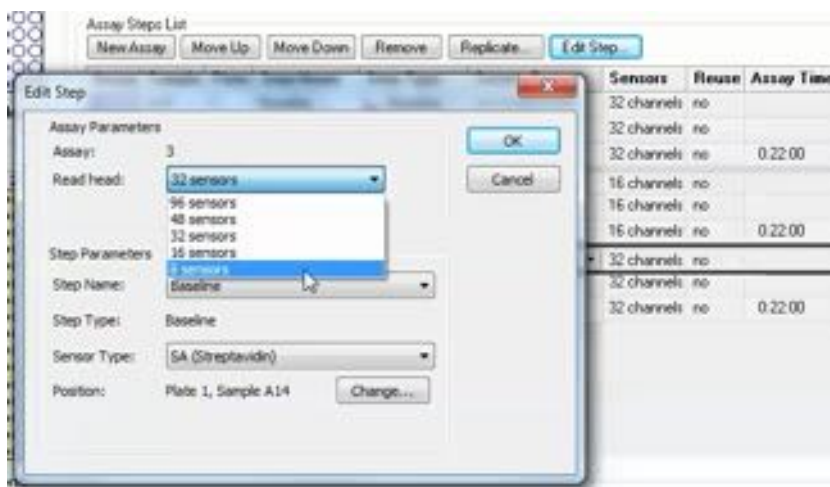 Assay Steps List
New Assay Move Up Move Down Remove Replicate... Edit Step...
Sensors Reuse Assay Time
32 channels no
32 channels no
32 channels no 0:22:00
16 channels no
16 channels no
16 channels no 0:22:00
32 channels no
32 channels no
32 channels no 0:22:00
Edit Step
Assay Parameters
Assay: 3
Read head: 32 sensors
96 sensors
48 sensors
32 sensors
16 sensors
8 sensors
OK
Cancel
Step Parameters
Step Name: Baseline
Step Type: Baseline
Sensor Type: SA (Streptavidin)
Position: Plate 1, Sample A14 Change...